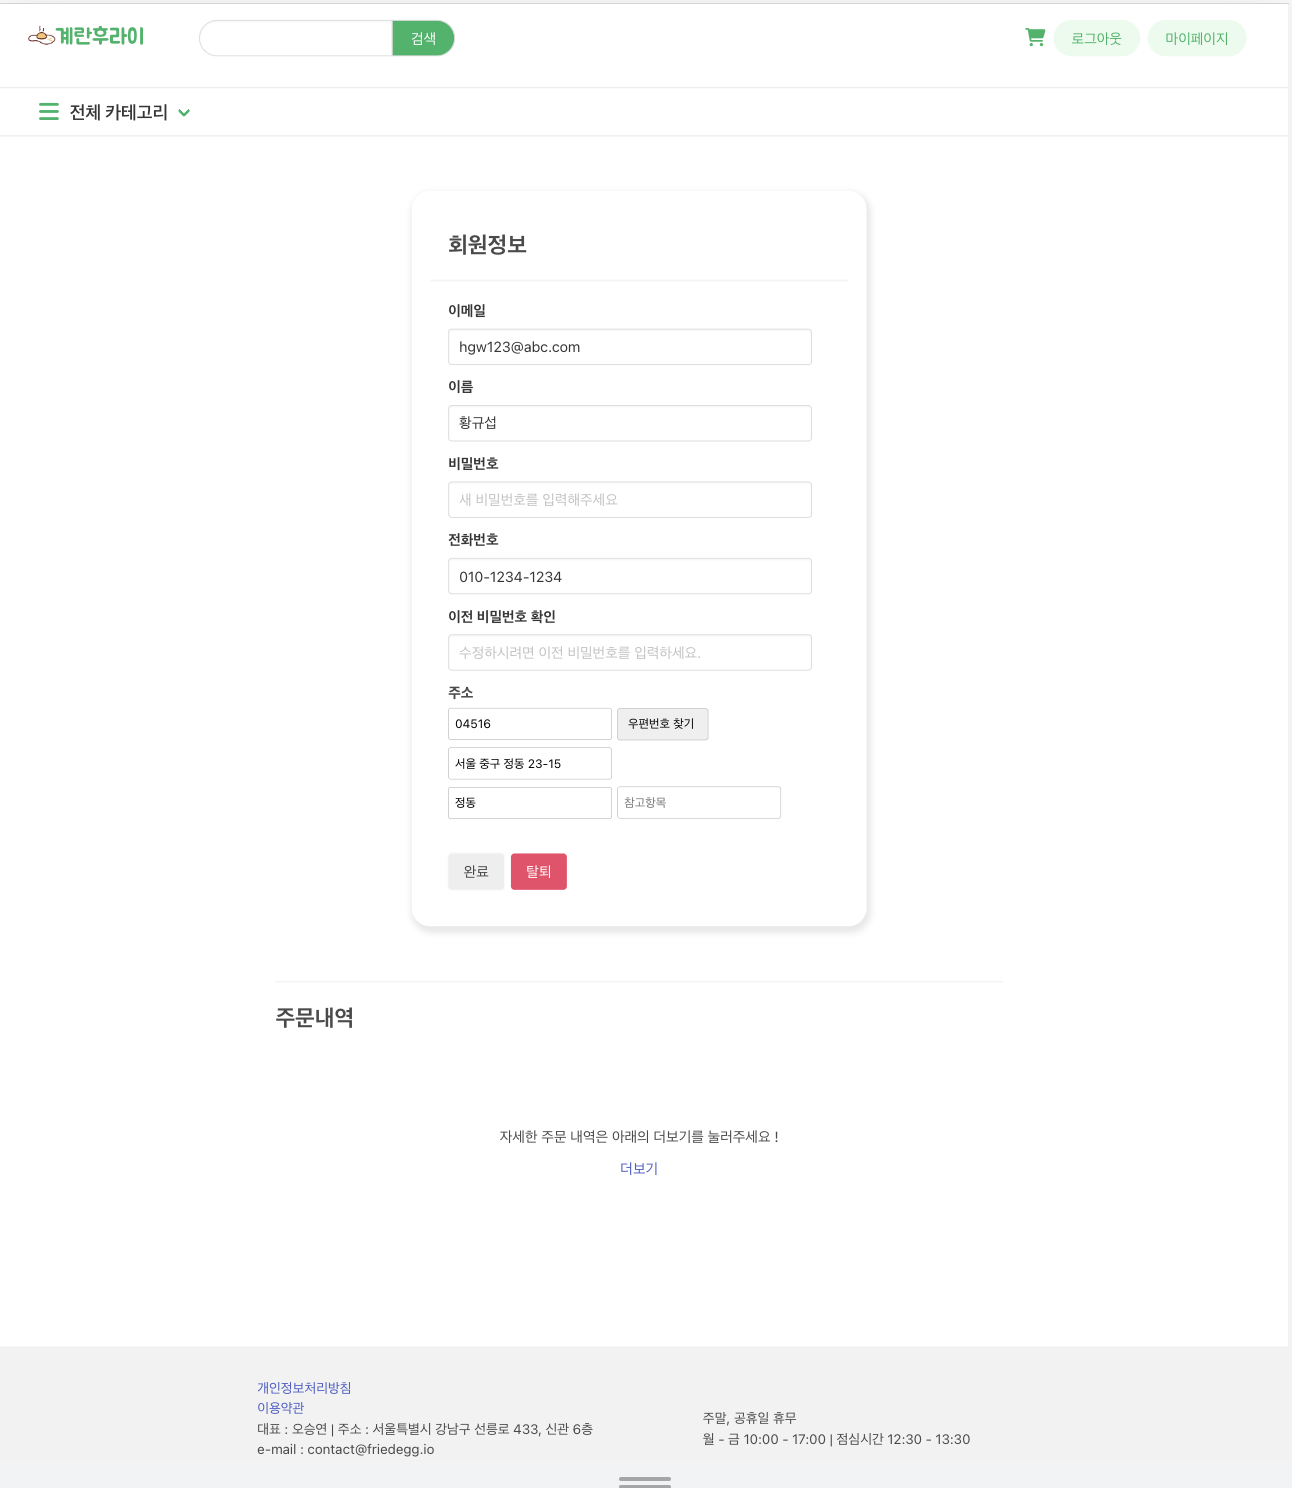 계란후라이
검색
로그아웃
마이페이지
전체 카테고리
회원정보
이메일
hgw123@abc.com
이름
황규섭
비밀번호
새 비밀번호를 입력해주세요
전화번호
010-1234-1234
이전 비밀번호 확인
수정하시려면 이전 비밀번호를 입력하세요.
주소
04516
우편번호 찾기
서울 중구 정동 23-15
정동
참고항목
완료
탈퇴
주문내역
자세한 주문 내역은 아래의 더보기를 눌러주세요 !
더보기
개인정보처리방침
이용약관
대표 : 오승연 | 주소 : 서울특별시 강남구 선릉로 433, 신관 6층
e-mail : contact@friedegg.io
주말, 공휴일 휴무
월 - 금 10:00 - 17:00 | 점심시간 12:30 - 13:30